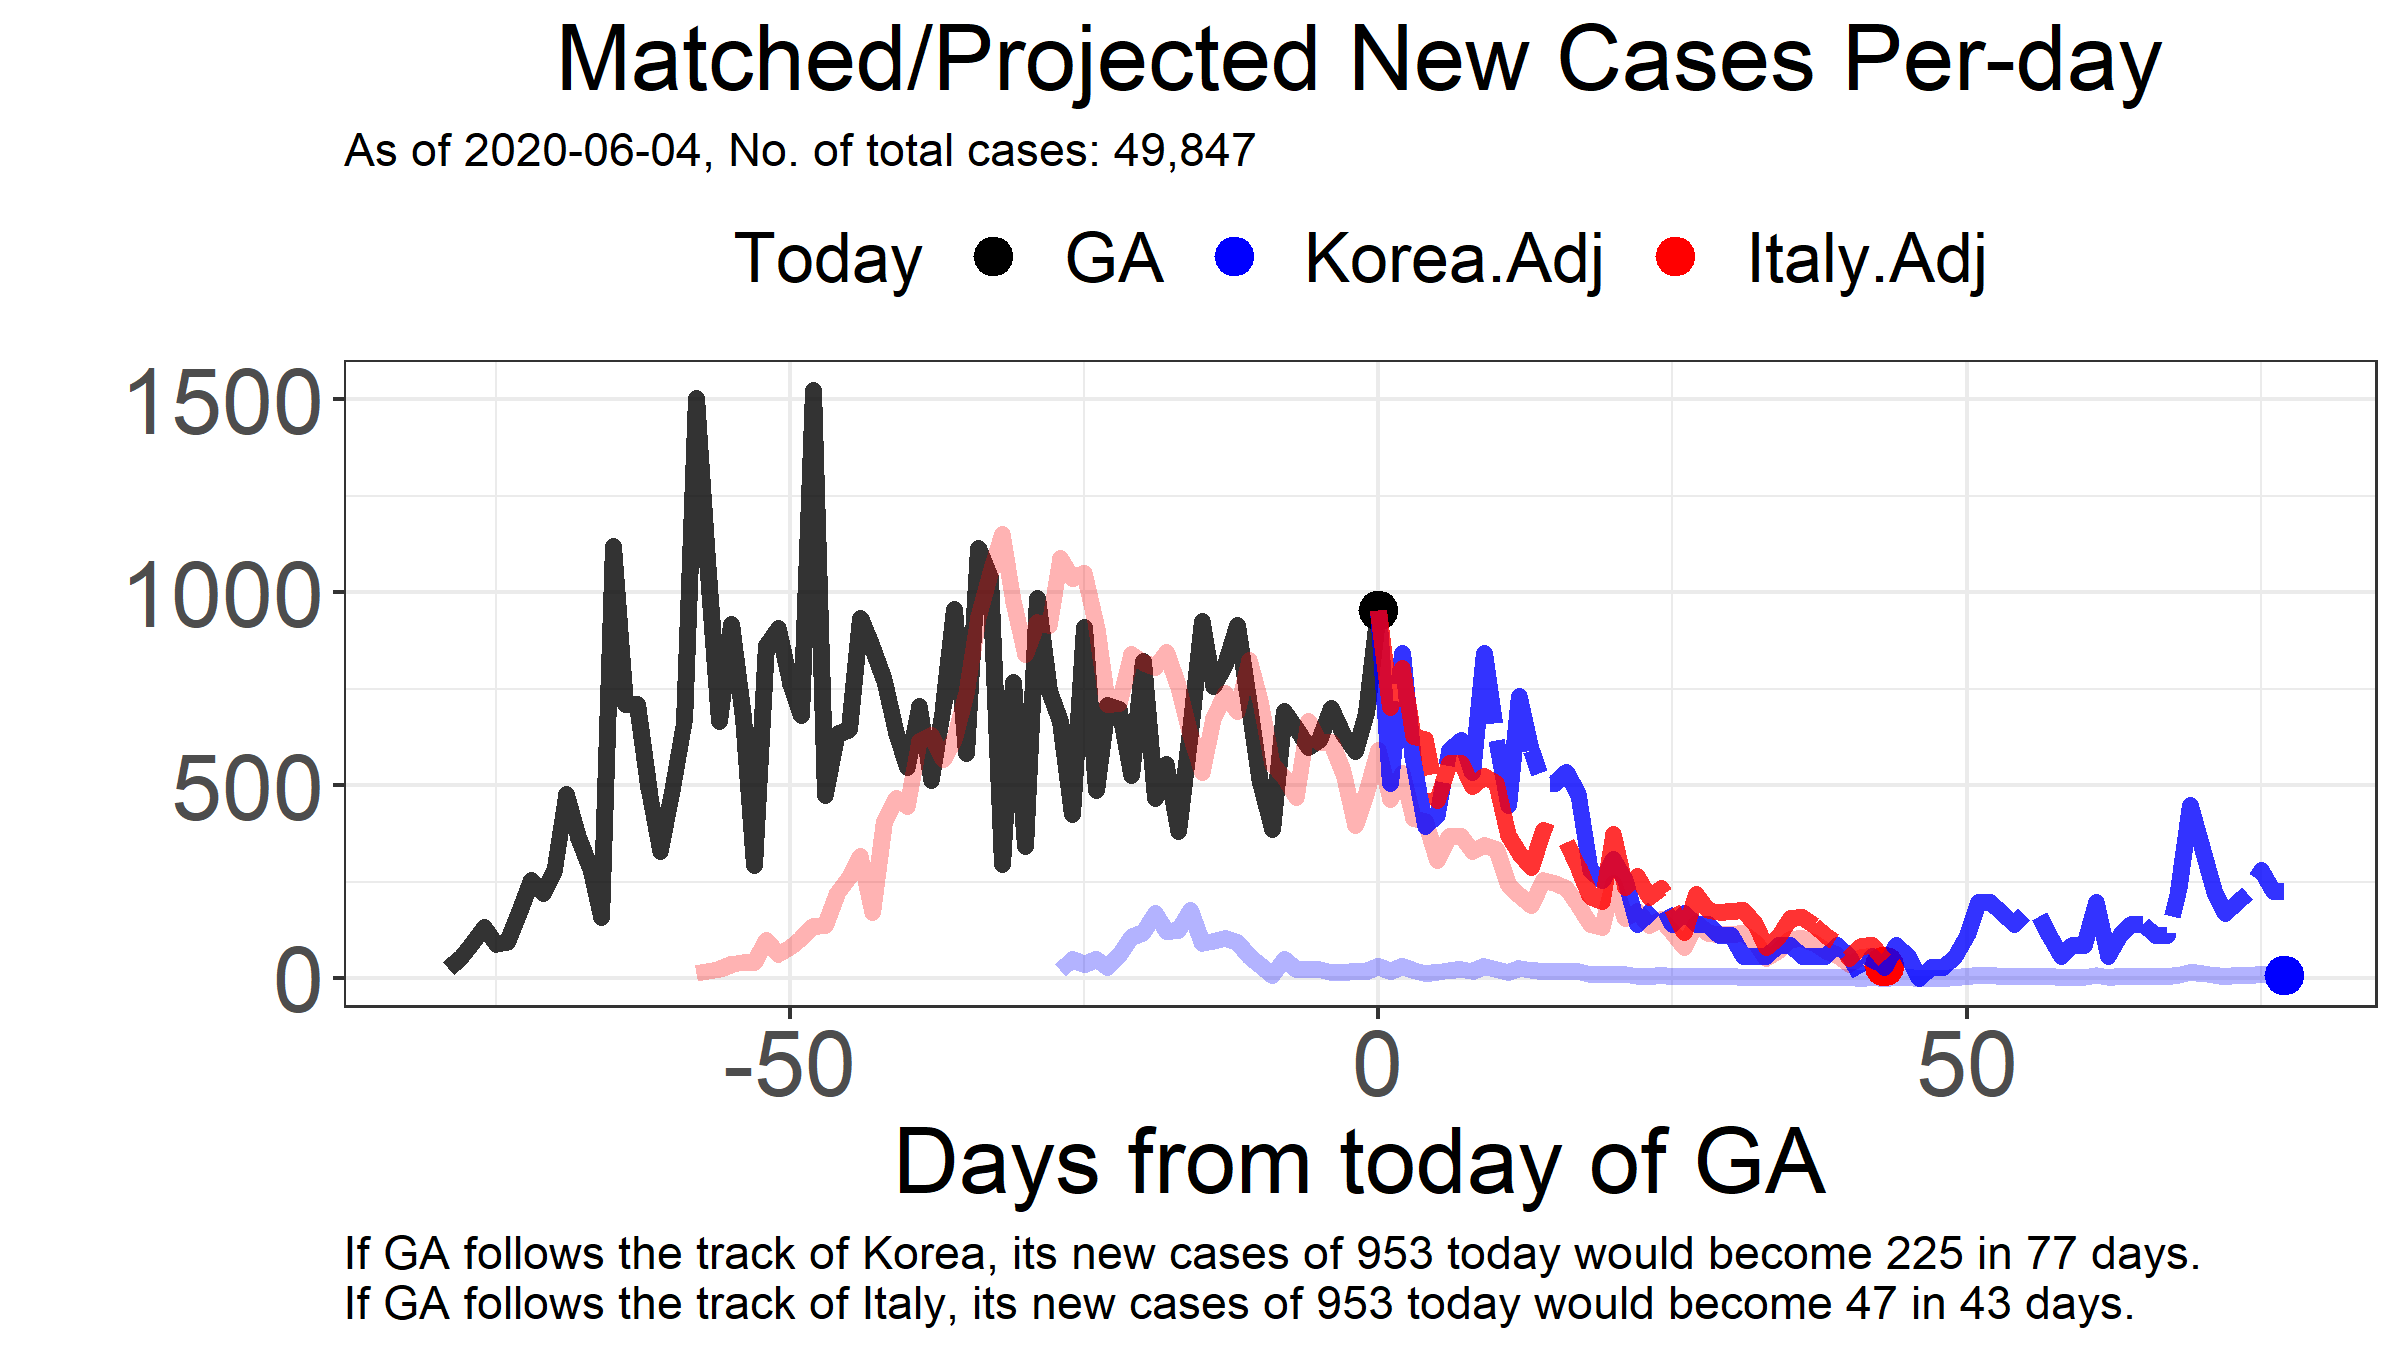 Matched/Projected New Cases Per-day
As of 2020-06-04, No. of total cases: 49,847
Today GA Korea.Adj Italy.Adj
1500
1000
500
0
-50 0 50
Days from today of GA
If GA follows the track of Korea, its new cases of 953 today would become 225 in 77 days.
If GA follows the track of Italy, its new cases of 953 today would become 47 in 43 days.